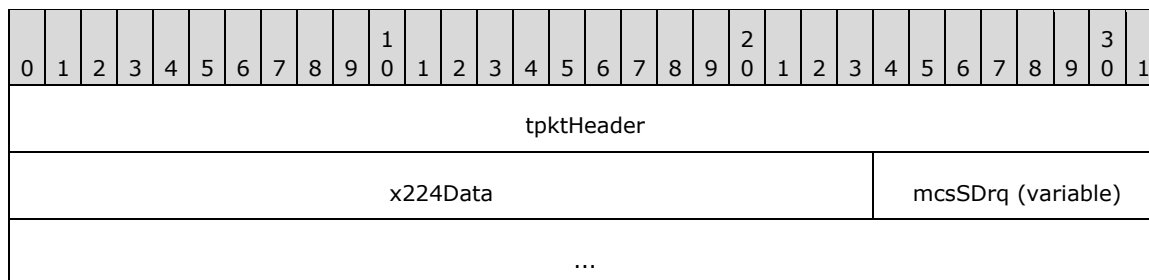 1 2 3
0 1 2 3 4 5 6 7 8 9 0 1 2 3 4 5 6 7 8 9 0 1 2 3 4 5 6 7 8 9 0 1
tpktHeader
x224Data mcsSDrq (variable)
...